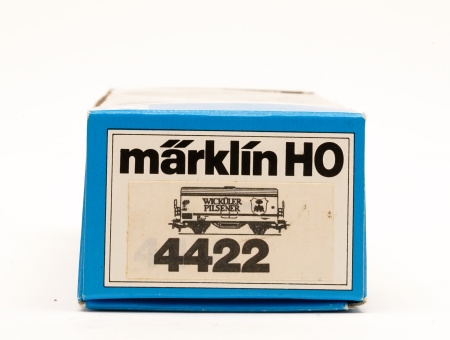 märklin HO
WICKÜLER
PILSENER
4422